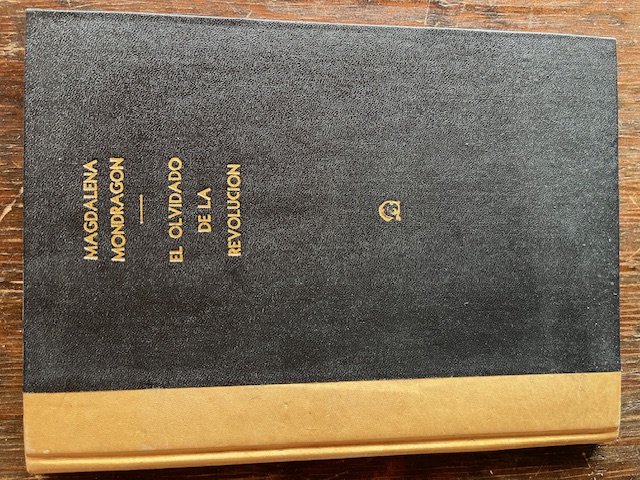 MAGDALENA
MONDRAGON
EL OLVIDADO
DE LA
REVOLUCION